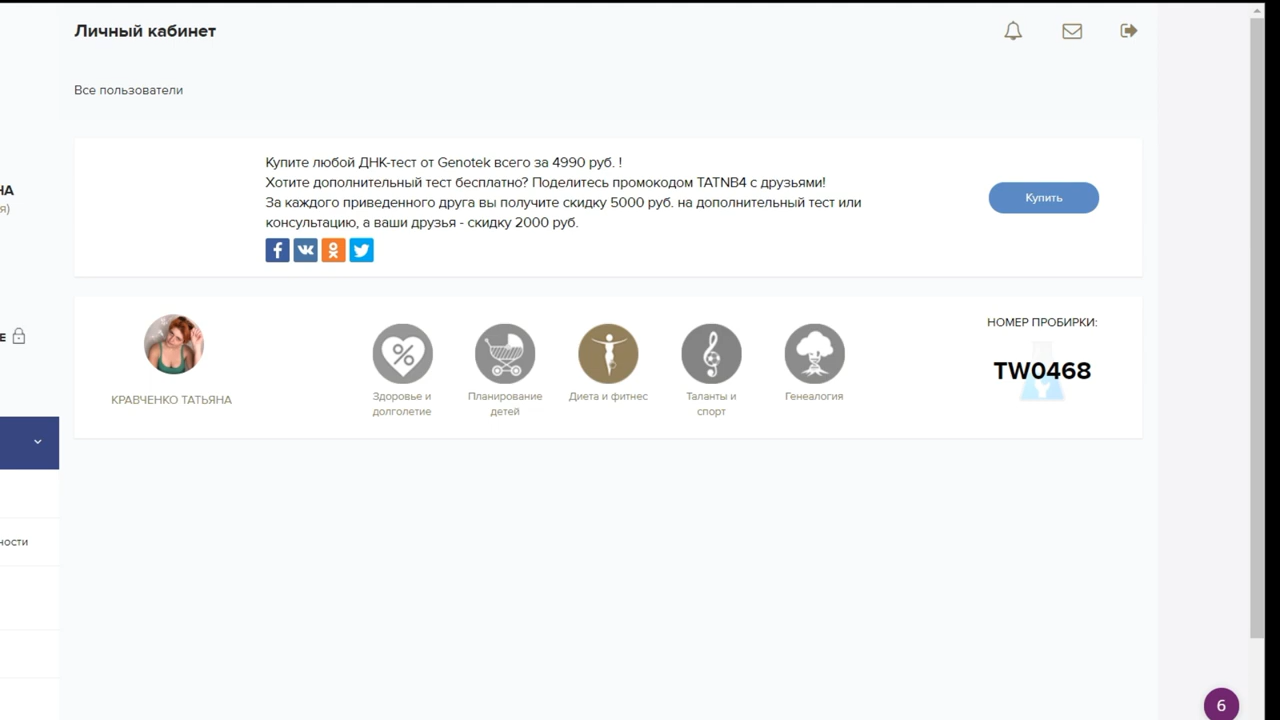 Личный кабинет
Все пользователи
НА
я)
Купите любой ДНК-тест от Genotek всего за 4990 руб. !
Хотите дополнительный тест бесплатно? Поделитесь промокодом TATNB4 с друзьями!
За каждого приведенного друга вы получите скидку 5000 руб. на дополнительный тест или
консультацию, а ваши друзья - скидку 2000 руб.
Купить
Е
КРАВЧЕНКО ТАТЬЯНА
Здоровье и
долголетие
Планирование
детей
Диета и фитнес
Таланты и
спорт
Генеалогия
НОМЕР ПРОБИРКИ:
TW0468
ности
6